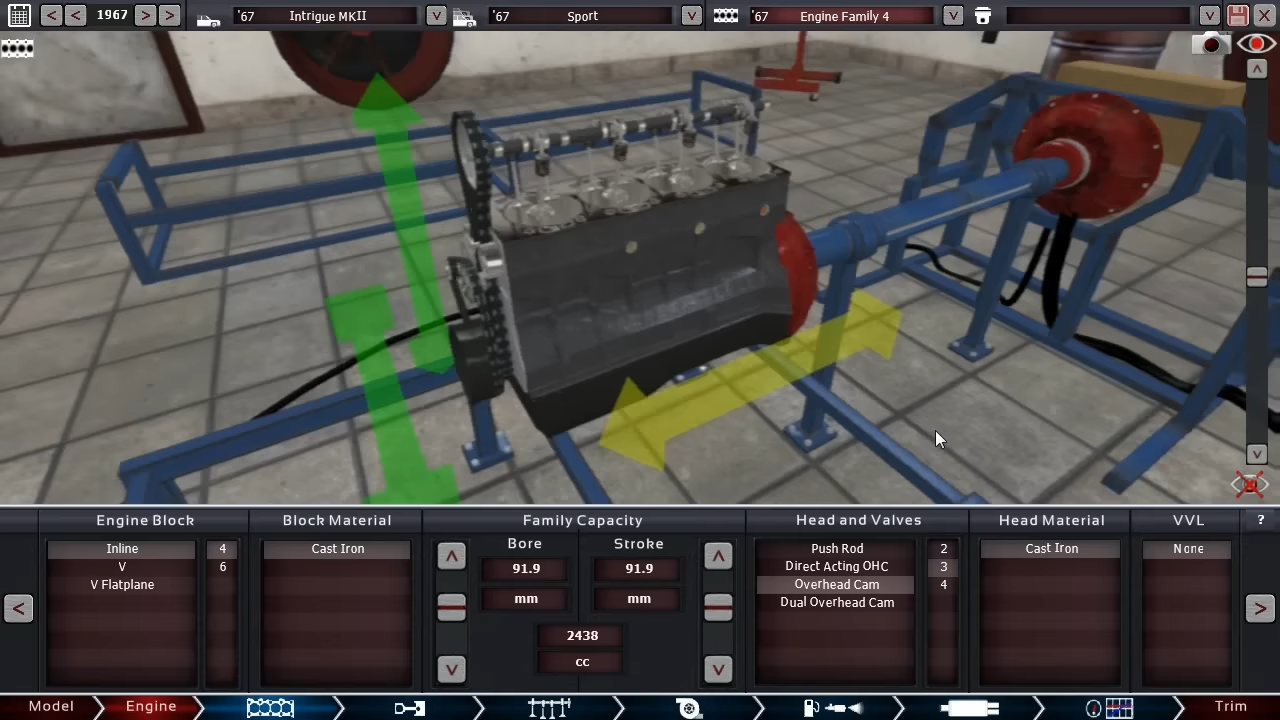 1967
'67 Intrigue MKII
'67 Sport
'67 Engine Family 4
Engine Block
Block Material
Family Capacity
Head and Valves
Head Material
VVL
?
Inline 4
V 6
V Flatplane
Cast Iron
Bore Stroke
91.9 91.9
mm mm
2438
cc
Push Rod 2
Direct Acting OHC 3
Overhead Cam 4
Dual Overhead Cam
Cast Iron
None
Model
Engine
Trim